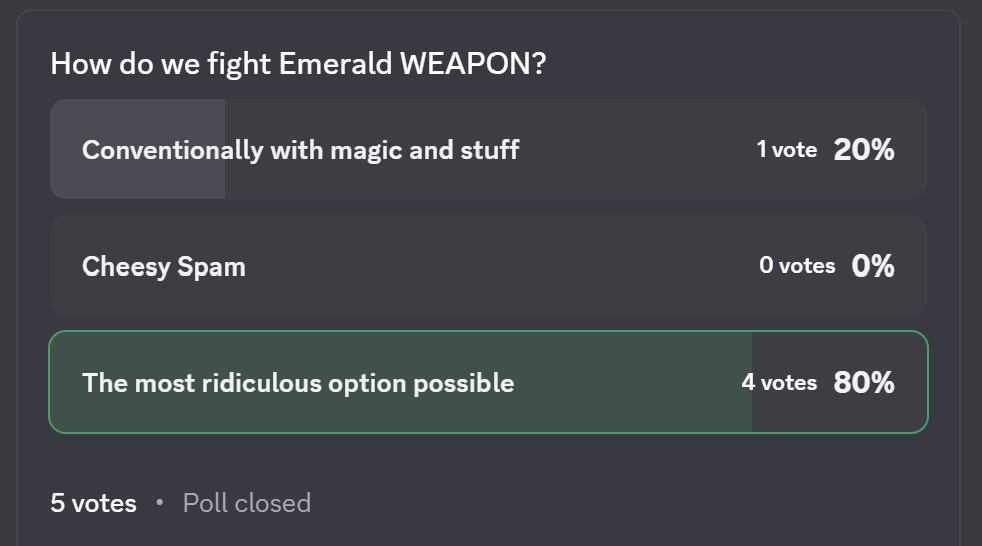 How do we fight Emerald WEAPON?
Conventionally with magic and stuff 1 vote 20%
Cheesy Spam 0 votes 0%
The most ridiculous option possible 4 votes 80%
5 votes • Poll closed